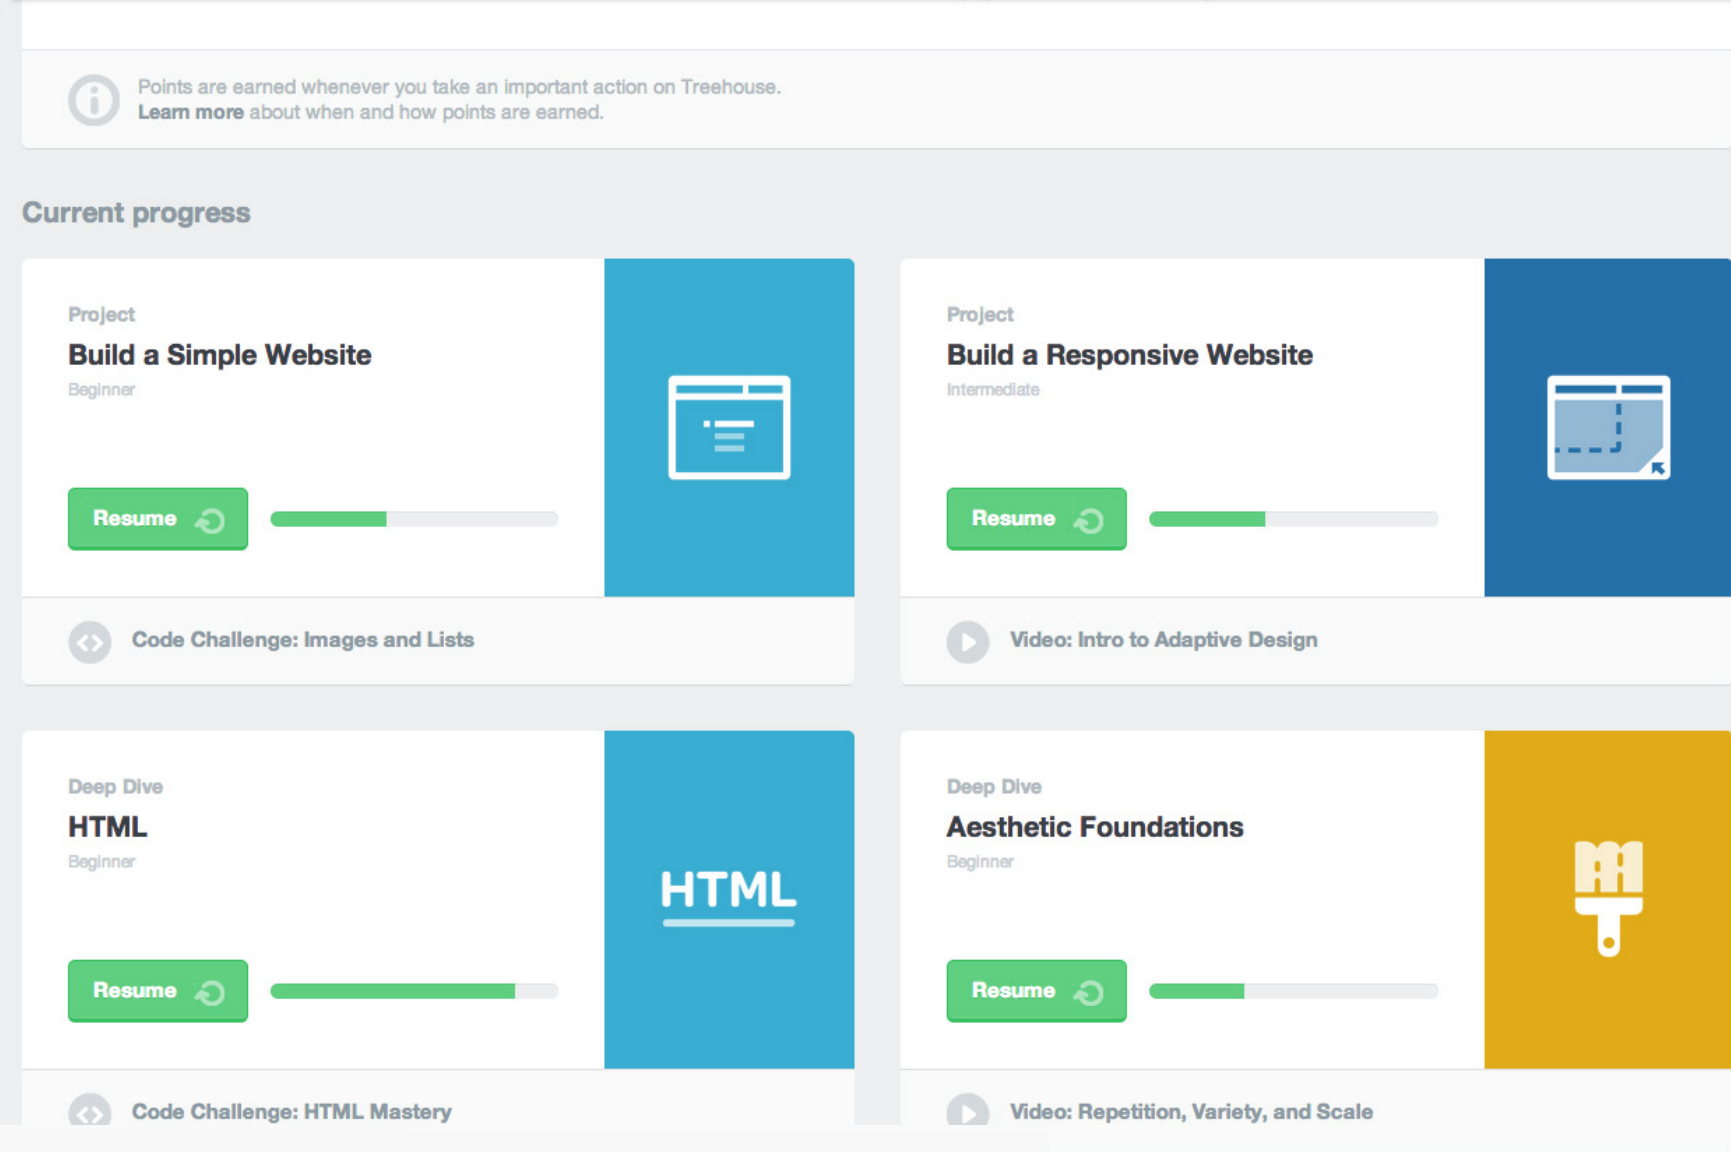 Points are earned whenever you take an important action on Treehouse.
Learn more about when and how points are earned.
Current progress
Project
Build a Simple Website
Beginner
Resume
Code Challenge: Images and Lists
Project
Build a Responsive Website
Intermediate
Resume
Video: Intro to Adaptive Design
Deep Dive
HTML
Beginner
HTML
Resume
Code Challenge: HTML Mastery
Deep Dive
Aesthetic Foundations
Beginner
Resume
Video: Repetition, Variety, and Scale